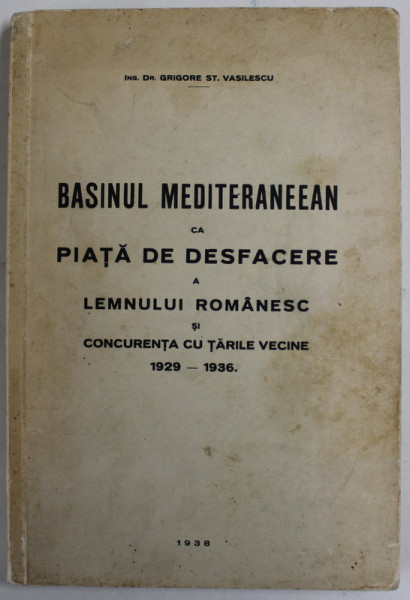 ING. DR. GRIGORE ST. VASILESCU
BASINUL MEDITERANEEAN
CA
PIAȚĂ DE DESFACERE
A
LEMNULUI ROMÂNESC
ȘI
CONCURENȚA CU ȚĂRILE VECINE
1929 — 1936.
1938